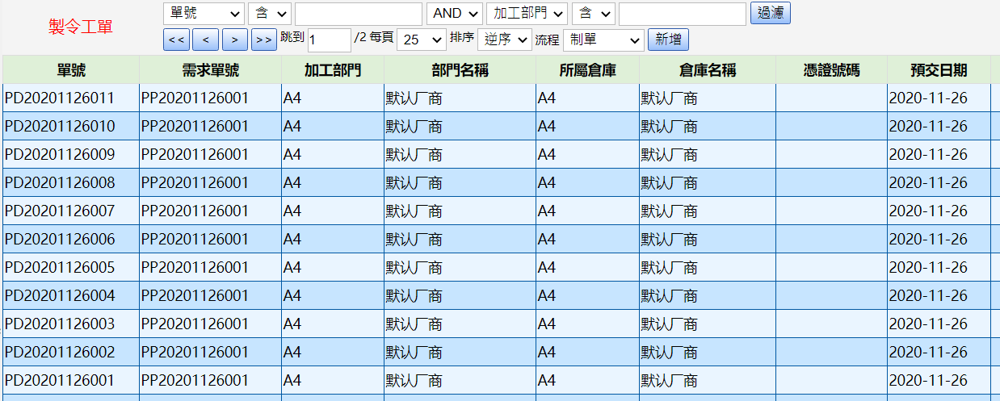 製令工單
單號 含 AND 加工部門 含 過濾
<< < > >> 跳到 1 /2 每頁 25 排序 逆序 流程 制單 新增
單號 需求單號 加工部門 部門名稱 所屬倉庫 倉庫名稱 憑證號碼 預交日期
PD20201126011 PP20201126001 A4 默认厂商 A4 默认厂商 2020-11-26
PD20201126010 PP20201126001 A4 默认厂商 A4 默认厂商 2020-11-26
PD20201126009 PP20201126001 A4 默认厂商 A4 默认厂商 2020-11-26
PD20201126008 PP20201126001 A4 默认厂商 A4 默认厂商 2020-11-26
PD20201126007 PP20201126001 A4 默认厂商 A4 默认厂商 2020-11-26
PD20201126006 PP20201126001 A4 默认厂商 A4 默认厂商 2020-11-26
PD20201126005 PP20201126001 A4 默认厂商 A4 默认厂商 2020-11-26
PD20201126004 PP20201126001 A4 默认厂商 A4 默认厂商 2020-11-26
PD20201126003 PP20201126001 A4 默认厂商 A4 默认厂商 2020-11-26
PD20201126002 PP20201126001 A4 默认厂商 A4 默认厂商 2020-11-26
PD20201126001 PP20201126001 A4 默认厂商 A4 默认厂商 2020-11-26